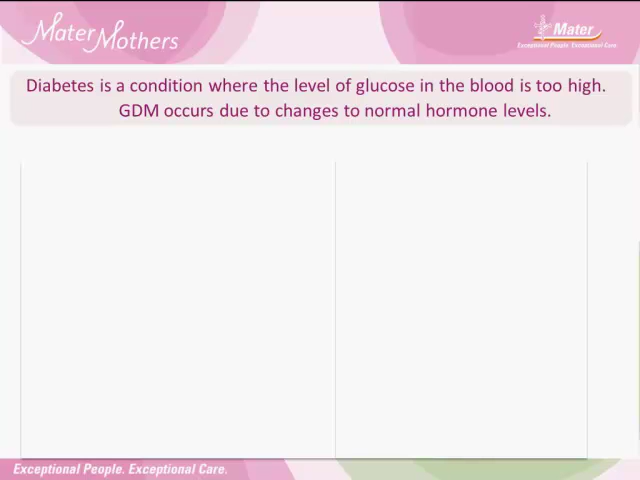 Mater Mothers
Mater
Exceptional People. Exceptional Care.
Diabetes is a condition where the level of glucose in the blood is too high.
GDM occurs due to changes to normal hormone levels.
Exceptional People. Exceptional Care.